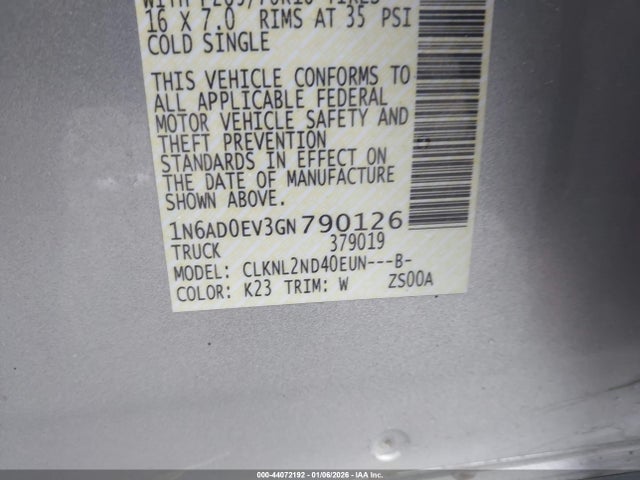 16 X 7.0 RIMS AT 35 PSI
COLD SINGLE
THIS VEHICLE CONFORMS TO
ALL APPLICABLE FEDERAL
MOTOR VEHICLE SAFETY AND
THEFT PREVENTION
STANDARDS IN EFFECT ON
THE DATE OF MANUFACTURE
SHOWN ABOVE.
1N6AD0EV3GN790126
TRUCK 379019
MODEL: CLKNL2ND40EUN---B-
COLOR: K23 TRIM: W ZS00A
000-44072192 - 01/06/2026 - IAA Inc.